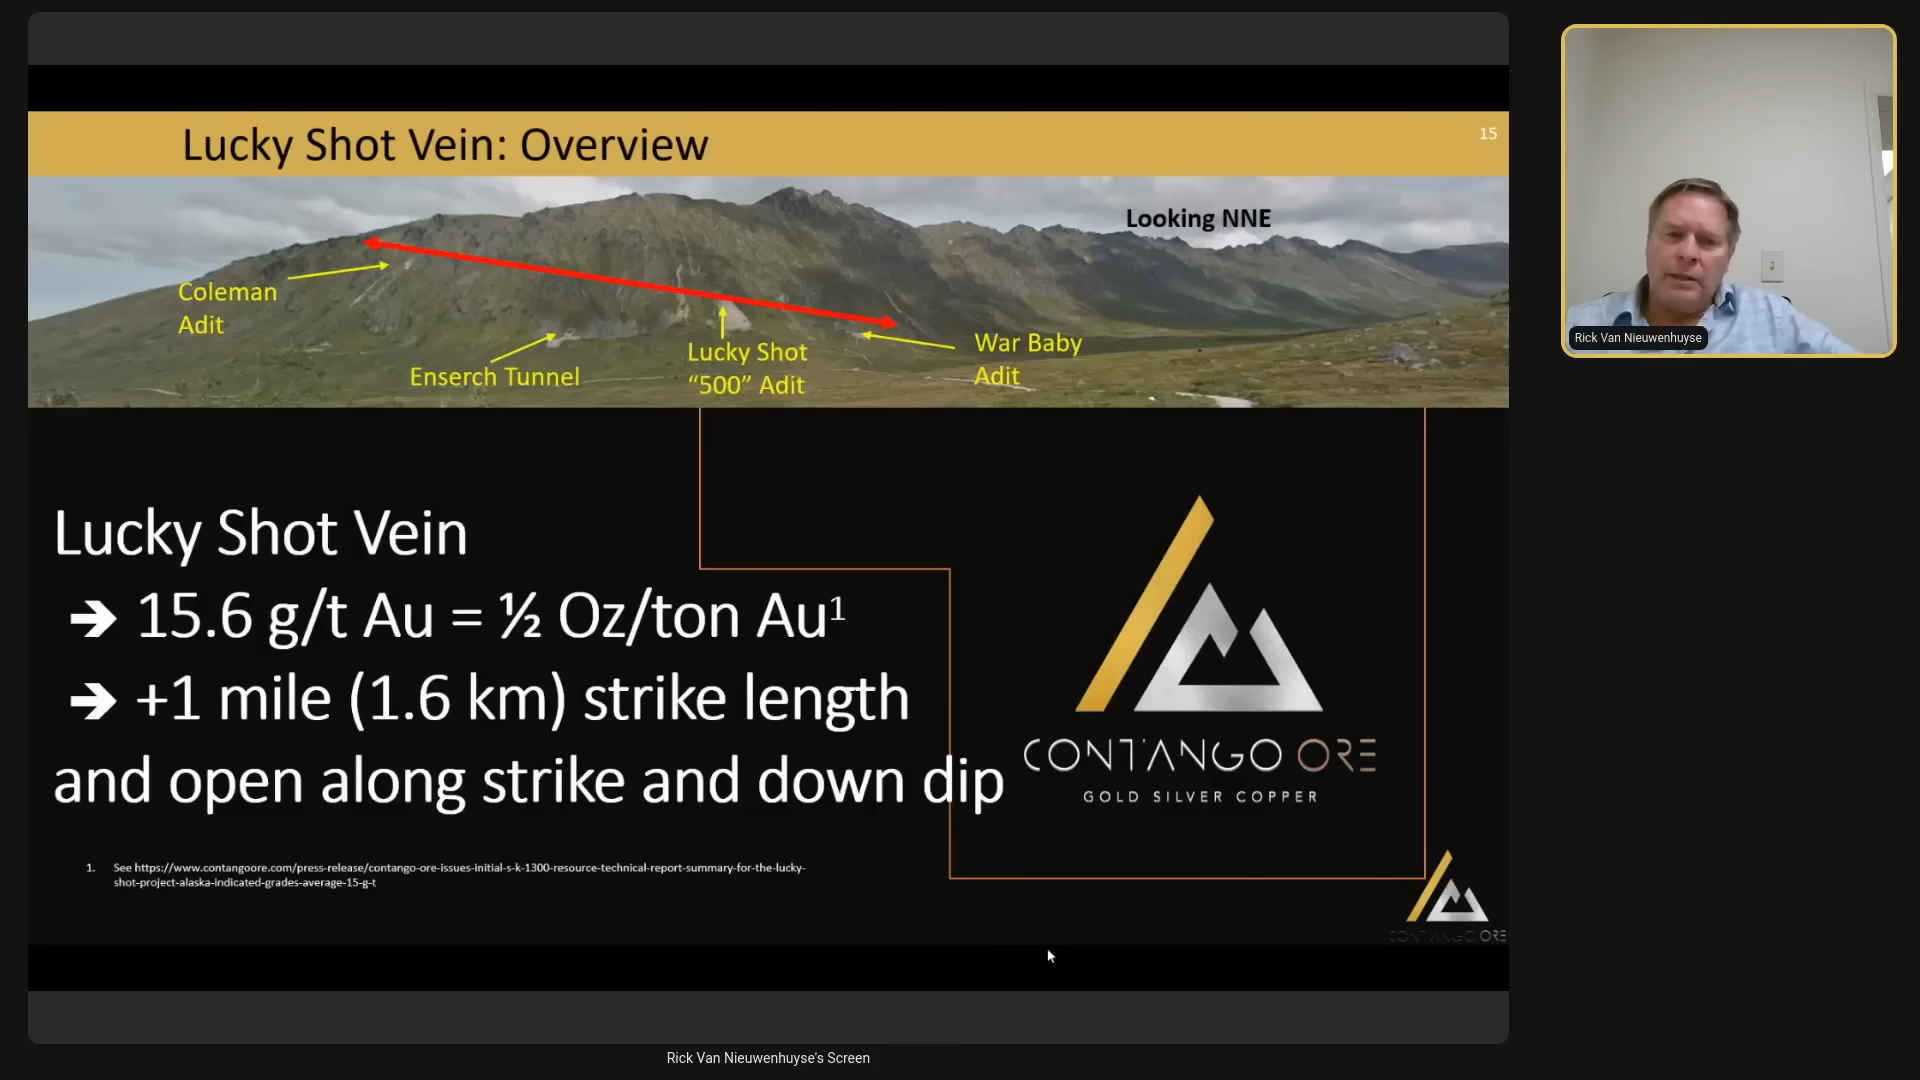 Lucky Shot Vein: Overview
15
Looking NNE
Coleman
Adit
Enserch Tunnel
Lucky Shot
“500” Adit
War Baby
Adit
Lucky Shot Vein
➔ 15.6 g/t Au = ½ Oz/ton Au¹
➔ +1 mile (1.6 km) strike length
and open along strike and down dip
CONTANGO ORE
GOLD SILVER COPPER
1. See https://www.contangoore.com/press-release/contango-ore-issues-initial-s-k-1300-resource-technical-report-summary-for-the-lucky-
shot-project-alaska-indicated-grades-average-15-g-t
CONTANGO ORE
Rick Van Nieuwenhuyse
Rick Van Nieuwenhuyse's Screen